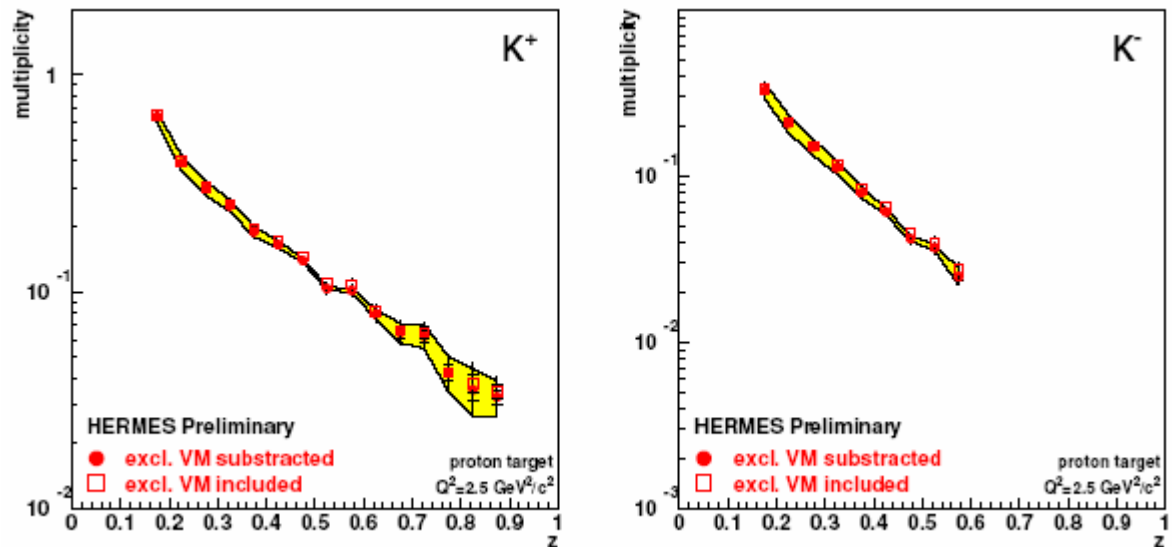 multiplicity
K+
1
10 -1
10 -2
HERMES Preliminary
excl. VM substracted
excl. VM included
proton target
Q²=2.5 GeV²/c²
0 0.1 0.2 0.3 0.4 0.5 0.6 0.7 0.8 0.9 1
z
multiplicity
K-
10 -1
10 -2
10 -3
HERMES Preliminary
excl. VM substracted
excl. VM included
proton target
Q²=2.5 GeV²/c²
0 0.1 0.2 0.3 0.4 0.5 0.6 0.7 0.8 0.9 1
z